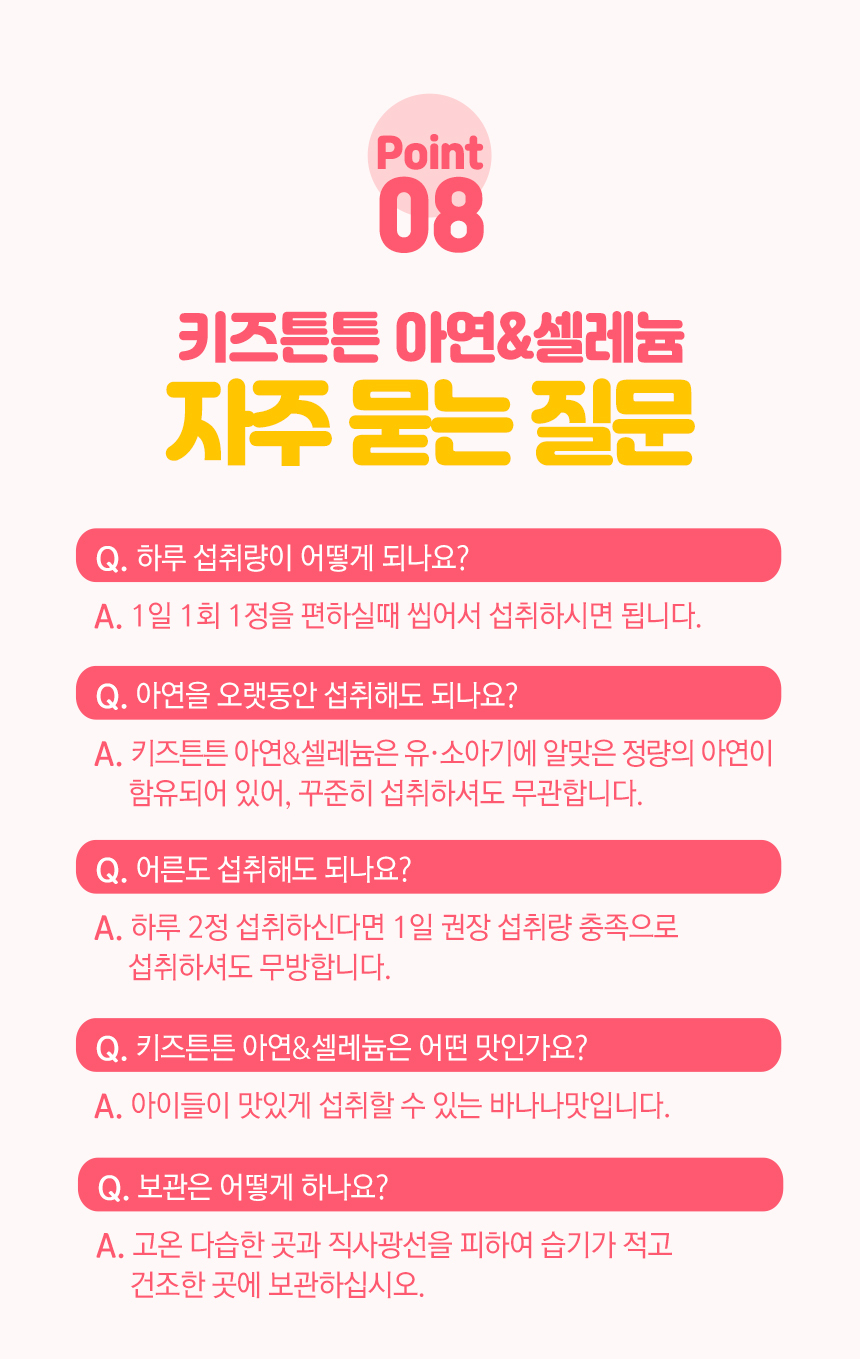 Point
08
키즈튼튼 아연&셀레늄
자주 묻는 질문
Q. 하루 섭취량이 어떻게 되나요?
A. 1일 1회 1정을 편하실때 씹어서 섭취하시면 됩니다.
Q. 아연을 오랫동안 섭취해도 되나요?
A. 키즈튼튼 아연&셀레늄은 유·소아기에 알맞은 정량의 아연이
함유되어 있어, 꾸준히 섭취하셔도 무관합니다.
Q. 어른도 섭취해도 되나요?
A. 하루 2정 섭취하신다면 1일 권장 섭취량 충족으로
섭취하셔도 무방합니다.
Q. 키즈튼튼 아연&셀레늄은 어떤 맛인가요?
A. 아이들이 맛있게 섭취할 수 있는 바나나맛입니다.
Q. 보관은 어떻게 하나요?
A. 고온 다습한 곳과 직사광선을 피하여 습기가 적고
건조한 곳에 보관하십시오.